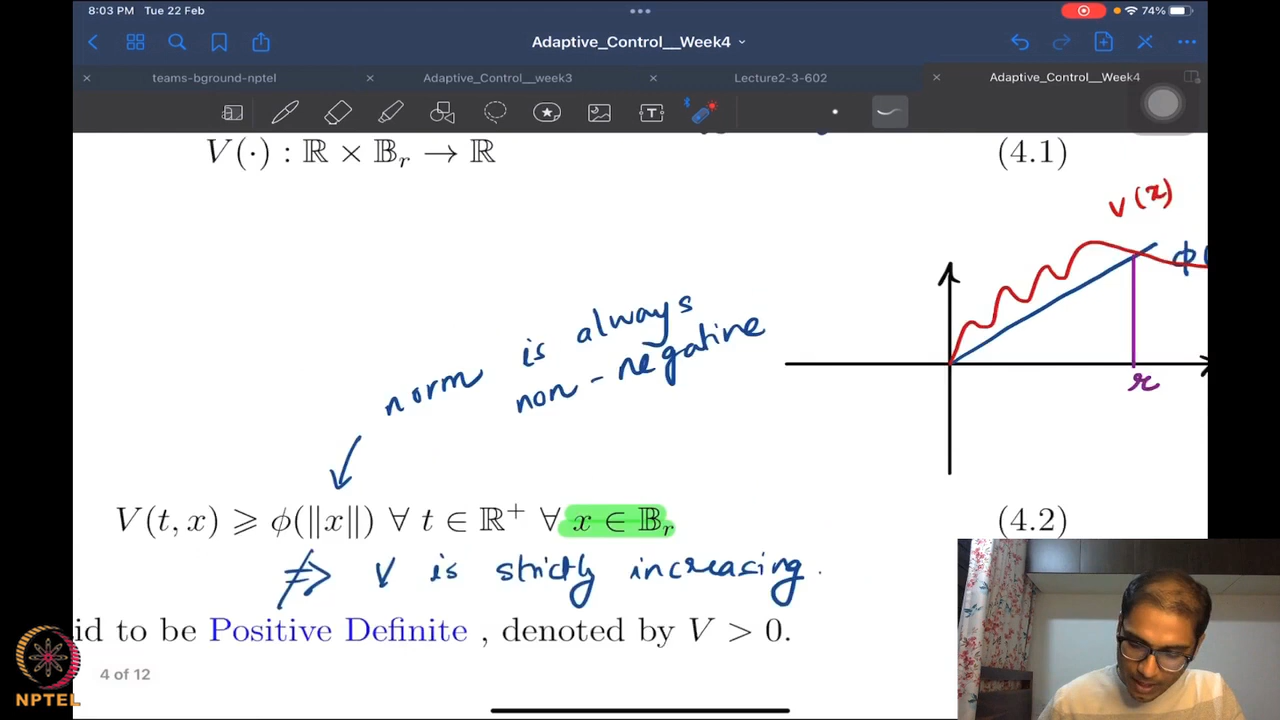 8:03 PM Tue 22 Feb
74%
Adaptive_Control__Week4
teams-bground-nptel
Adaptive_Control__week3
Lecture2-3-602
Adaptive_Control__Week4
V(·) : ℝ × 𝔹ᵣ → ℝ (4.1)
v(x)
ϕ(
r
norm is always
non-negative
V(t, x) ⩾ ϕ(‖x‖) ∀ t ∈ ℝ⁺ ∀ x ∈ 𝔹ᵣ (4.2)
⇏ V is strictly increasing.
id to be Positive Definite , denoted by V > 0.
4 of 12
NPTEL